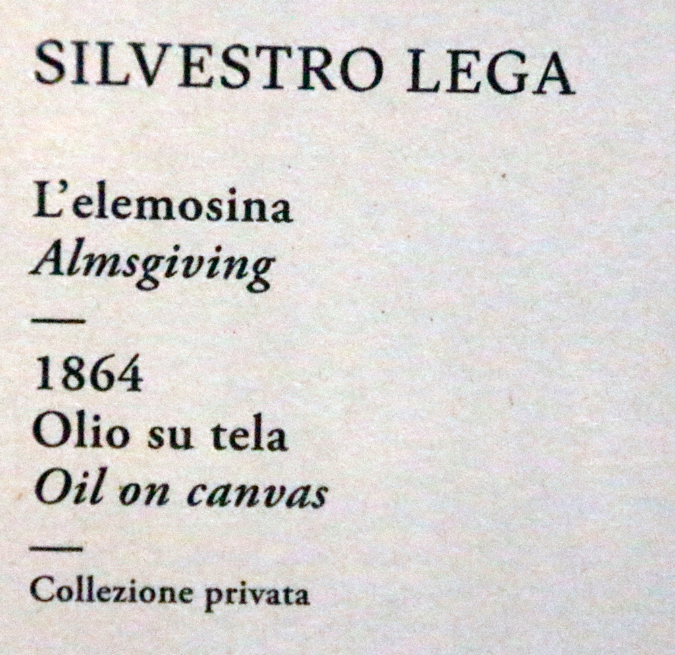 SILVESTRO LEGA
L’elemosina
Almsgiving
1864
Olio su tela
Oil on canvas
Collezione privata